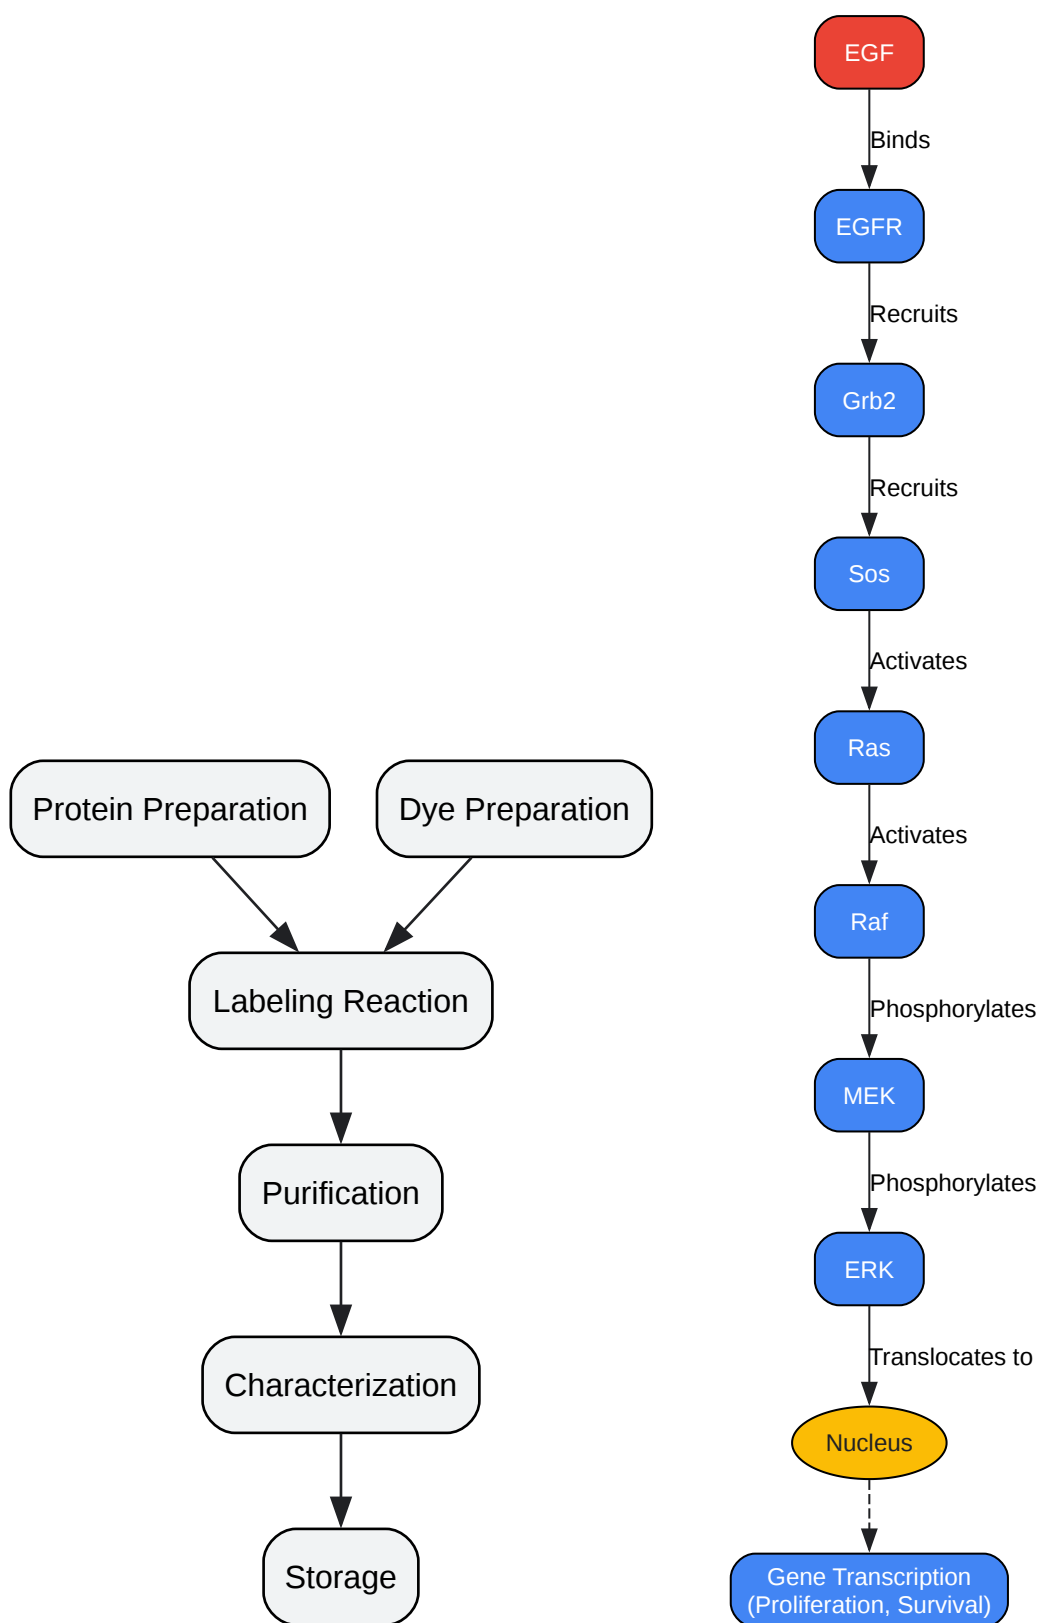 Protein Preparation
Dye Preparation
Labeling Reaction
Purification
Characterization
Storage
EGF
Binds
EGFR
Recruits
Grb2
Recruits
Sos
Activates
Ras
Activates
Raf
Phosphorylates
MEK
Phosphorylates
ERK
Translocates to
Nucleus
Gene Transcription
(Proliferation, Survival)